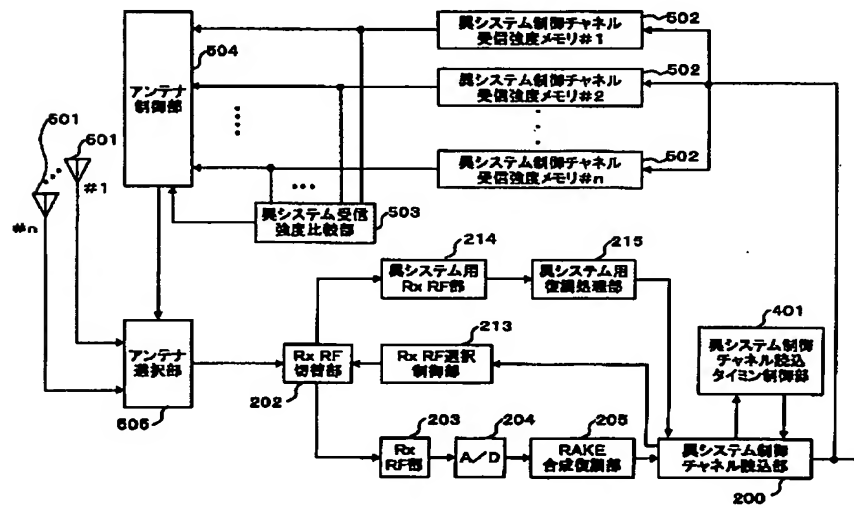 異システム制御チャネル
受信強度メモリ#1
502
504
アンテナ
制御部
異システム制御チャネル
受信強度メモリ#2
502
501
501
#1
#n
異システム制御チャネル
受信強度メモリ#n
502
異システム受信
強度比較部
503
214
異システム用
Rx RF部
215
異システム用
復調処理部
401
異システム制御
チャネル読込
タイミン制御部
アンテナ
選択部
505
Rx RF
切替部
202
213
Rx RF選択
制御部
203
Rx
RF部
204
A/D
205
RAKE
合成復調部
異システム制御
チャネル読込部
200